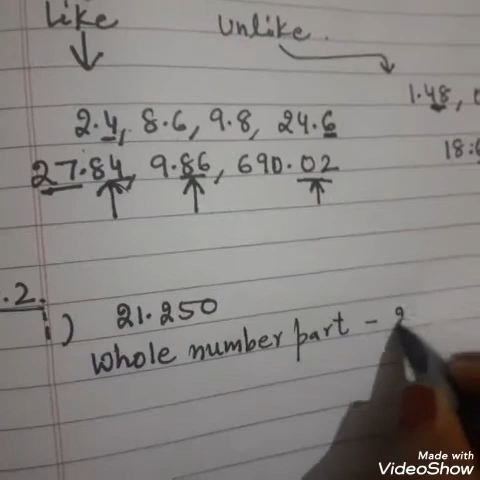 Like Unlike.
1.48,
2.4, 8.6, 9.8, 24.6
18.
27.84, 9.86, 690.02
.2.
i) 21.250
Whole number part - 2
Made with
VideoShow